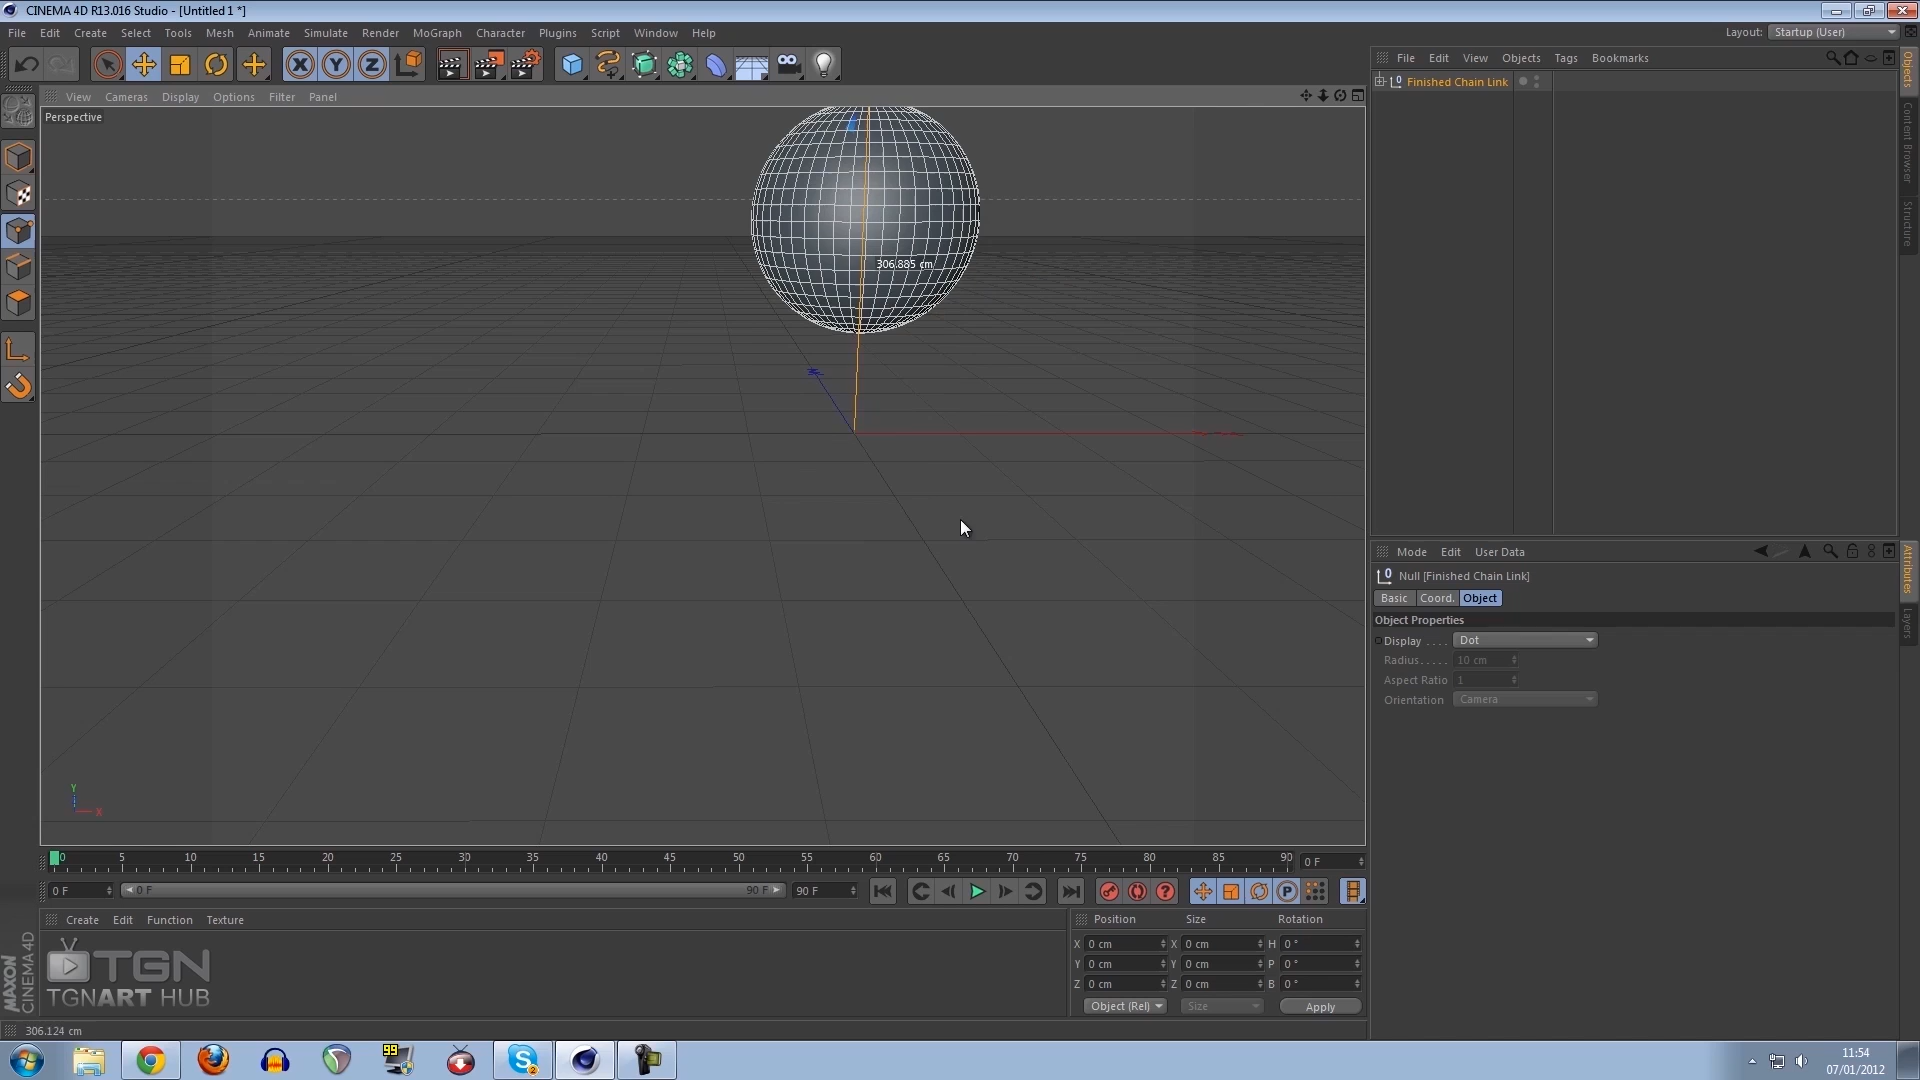 CINEMA 4D R13.016 Studio - [Untitled 1 *]
File Edit Create Select Tools Mesh Animate Simulate Render MoGraph Character Plugins Script Window Help
Layout: Startup (User)
View Cameras Display Options Filter Panel
Perspective
306.885 cm
Y
X
File Edit View Objects Tags Bookmarks
Finished Chain Link
Objects
Content Browser
Structure
Mode Edit User Data
Null [Finished Chain Link]
Basic Coord. Object
Object Properties
Display . . . . Dot
Radius. . . . . 10 cm
Aspect Ratio 1
Orientation Camera
Attributes
Layers
0 5 10 15 20 25 30 35 40 45 50 55 60 65 70 75 80 85 90 0 F
0 F 0 F 90 F 90 F
Create Edit Function Texture
TGN
TGNART HUB
MAXON
CINEMA 4D
Position Size Rotation
X 0 cm X 0 cm H 0 °
Y 0 cm Y 0 cm P 0 °
Z 0 cm Z 0 cm B 0 °
Object (Rel) Size Apply
306.124 cm
99
2
11:54
07/01/2012